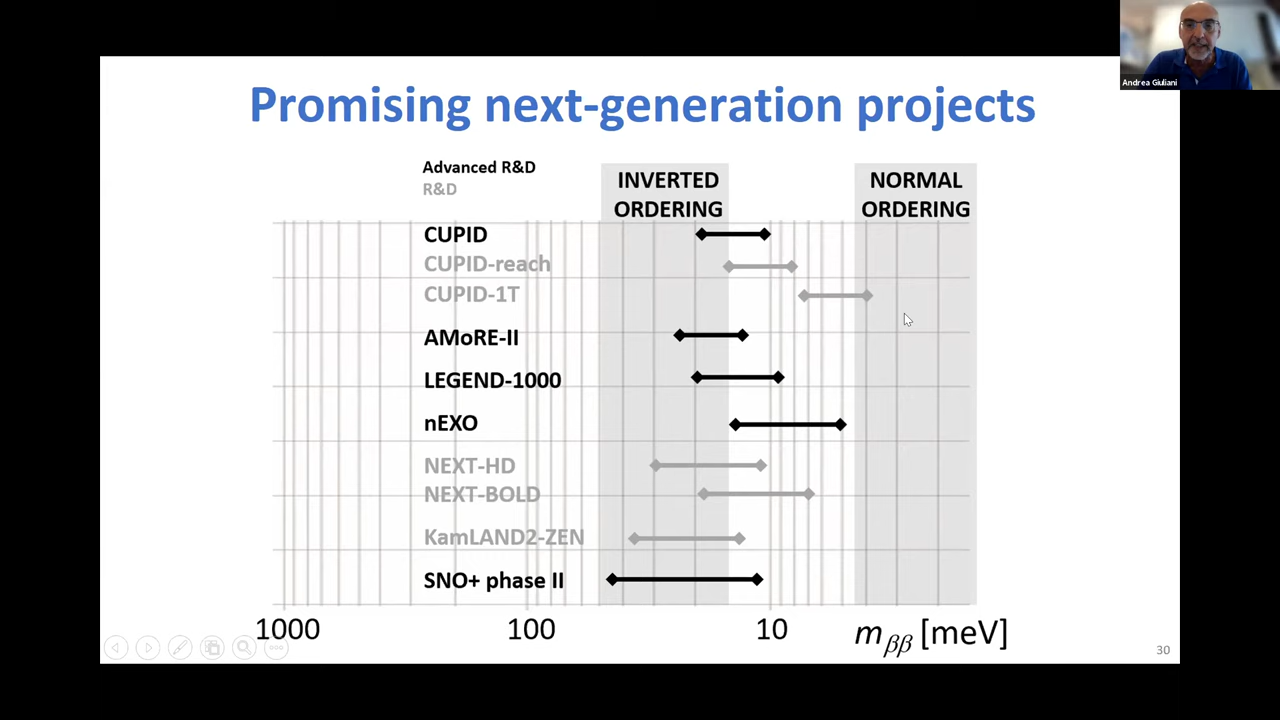 Andrea Giuliani
Promising next-generation projects
Advanced R&D
R&D
INVERTED
ORDERING
NORMAL
ORDERING
CUPID
CUPID-reach
CUPID-1T
AMoRE-II
LEGEND-1000
nEXO
NEXT-HD
NEXT-BOLD
KamLAND2-ZEN
SNO+ phase II
1000 100 10 mββ [meV]
30